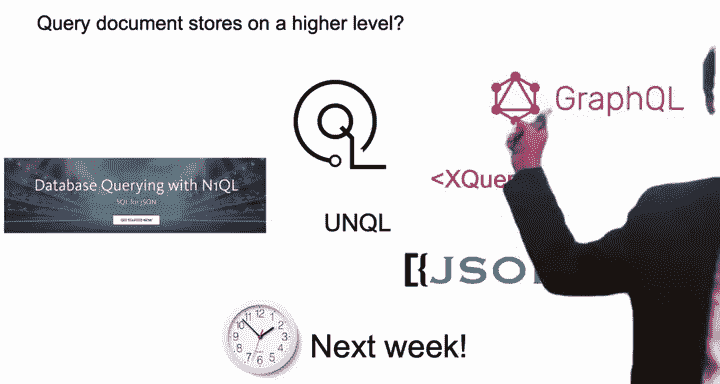 Query document stores on a higher level?
GraphQL
Database Querying with N1QL
SQL for JSON
<XQuer
UNQL
[{JSO
Next week!